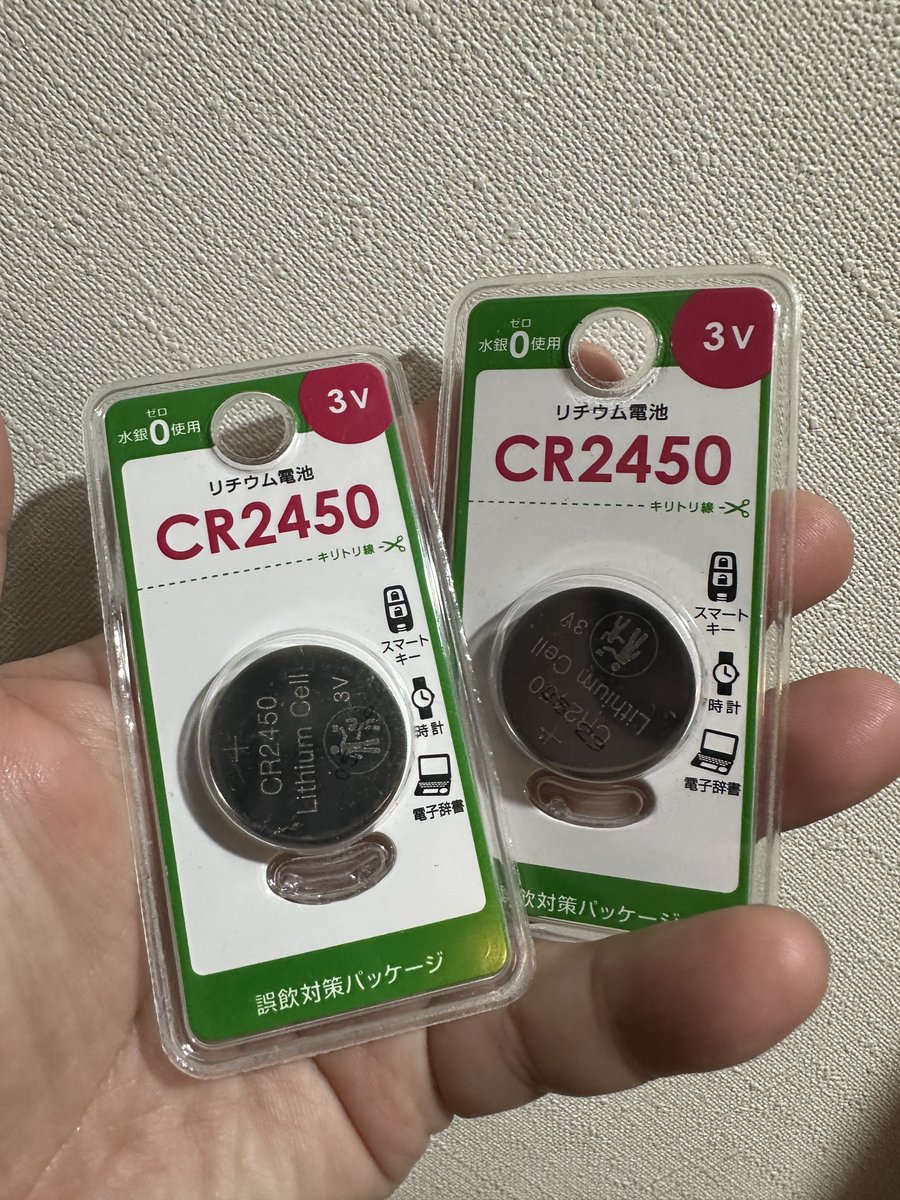 ゼロ
水銀0使用
3V
リチウム電池
CR2450
キリトリ線
スマート
キー
時計
電子辞書
+
CR2450
Lithium Cell
3V
誤飲対策パッケージ
ゼロ
水銀0使用
3V
リチウム電池
CR2450
キリトリ線
スマート
キー
時計
電子辞書
+
CR2450
Lithium Cell
3V
飲対策パッケージ